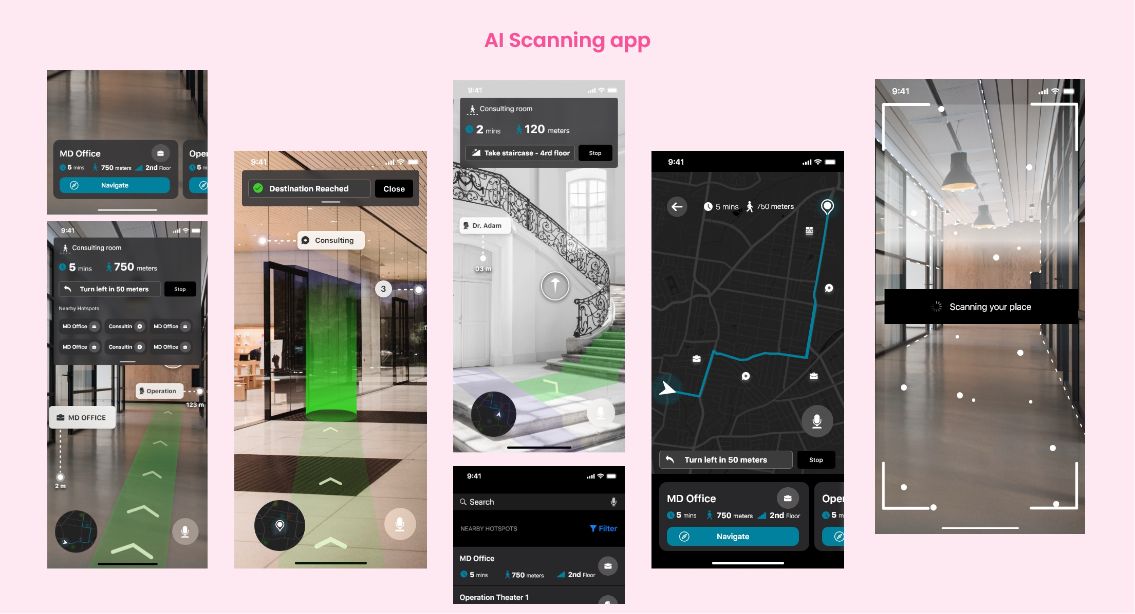 AI Scanning app
MD Office
5 mins 750 meters 2nd Floor
Navigate
Oper
5 m
9:41
Consulting room
5 mins 750 meters
Turn left in 50 meters Stop
Nearby Hotspots
MD Office Consultin MD Office
MD Office Consultin MD Office
Operation
123 m
MD OFFICE
2 m
9:41
Destination Reached Close
Consulting
3
9:41
Consulting room
2 mins 120 meters
Take staircase - 4rd floor Stop
Dr. Adam
03 m
9:41
Search
NEARBY HOTSPOTS Filter
MD Office
5 mins 750 meters 2nd Floor
Operation Theater 1
9:41
5 mins 750 meters
Turn left in 50 meters Stop
MD Office
5 mins 750 meters 2nd Floor
Navigate
Oper
5 m
9:41
Scanning your place